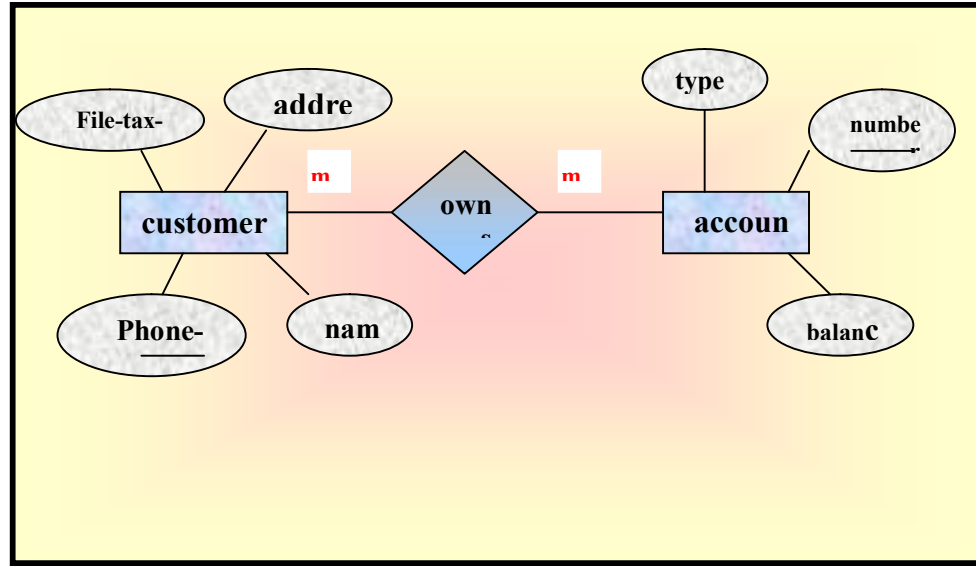 type
File-tax-
addre
numbe
r
m
m
customer
own
s
accoun
Phone-
nam
balanc